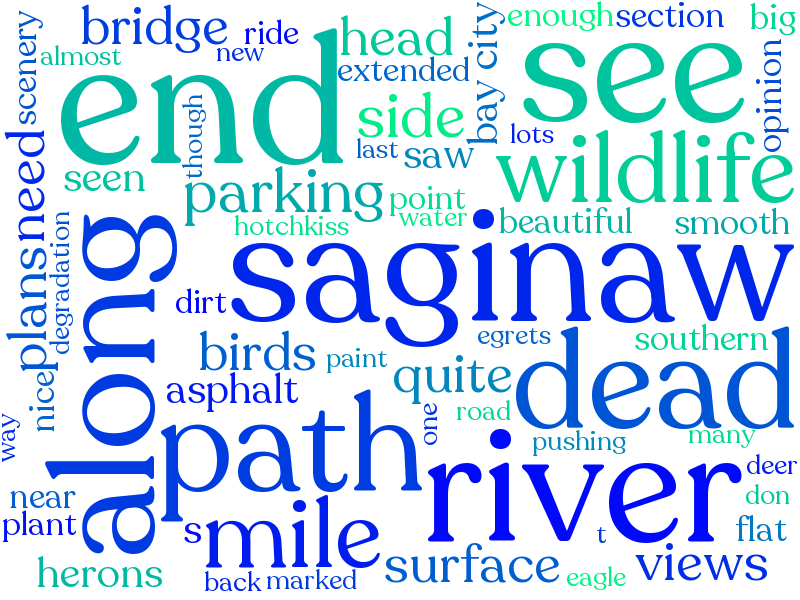 bridge
ride
enough
section
big
scenery
almost
new
head
extended
end
bay city
see
opinion
though
side
last
saw
lots
wildlife
need
seen
parking
point
water
hotchkiss
beautiful
smooth
plans
degradation
along
saginaw
dirt
birds
paint
egrets
southern
nice
asphalt
quite
dead
path
one
road
way
pushing
many
river
deer
near
don
plant
s
mile
t
flat
herons
back
marked
surface
eagle
views